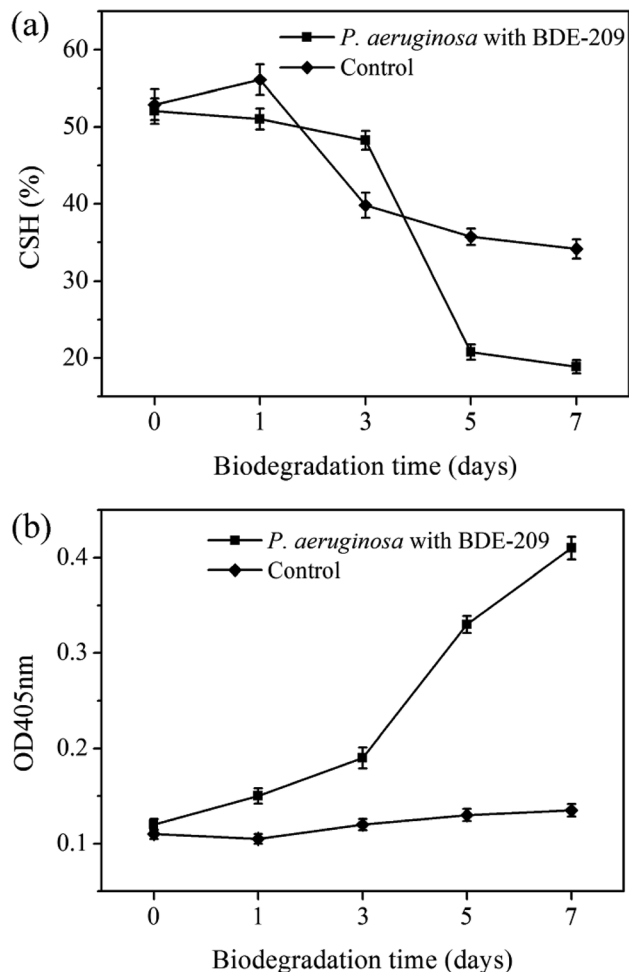 (a)
P. aeruginosa with BDE-209
Control
60
50
40
30
20
CSH (%)
0 1 3 5 7
Biodegradation time (days)
(b)
P. aeruginosa with BDE-209
Control
0.4
0.3
0.2
0.1
OD405nm
0 1 3 5 7
Biodegradation time (days)